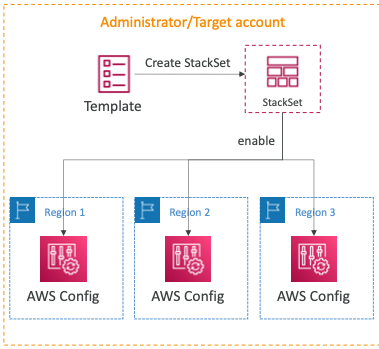 Administrator/Target account
Create StackSet
Template
StackSet
enable
Region 1
Region 2
Region 3
AWS Config
AWS Config
AWS Config